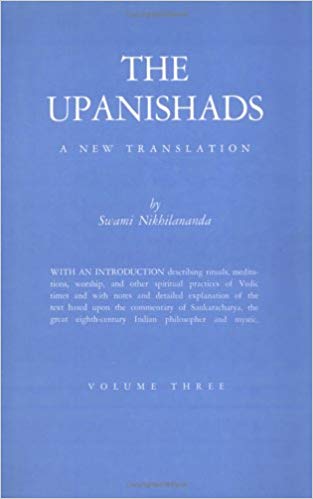 THE
UPANISHADS
A NEW TRANSLATION
by
Swami Nikhilananda
WITH AN INTRODUCTION describing rituals, medita-
tions, worship, and other spiritual practices of Vedic
times and with notes and detailed explanation of the
text based upon the commentary of Sankaracharya, the
great eighth-century Indian philosopher and mystic.
VOLUME THREE